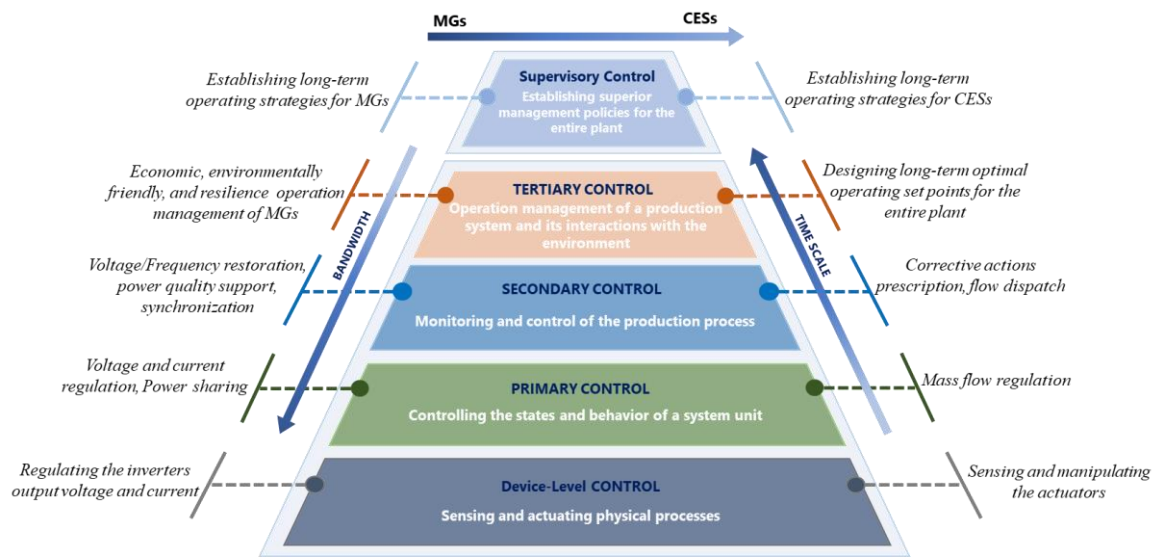 MGs
CESs
Establishing long-term
operating strategies for MGs
Supervisory Control
Establishing superior
management policies for the
entire plant
Establishing long-term
operating strategies for CESs
Economic, environmentally
friendly, and resilience operation
management of MGs
TERTIARY CONTROL
Operation management of a production
system and its interactions with the
environment
Designing long-term optimal
operating set points for the
entire plant
BANDWIDTH
TIME SCALE
Voltage/Frequency restoration,
power quality support,
synchronization
SECONDARY CONTROL
Monitoring and control of the production process
Corrective actions
prescription, flow dispatch
Voltage and current
regulation, Power sharing
PRIMARY CONTROL
Controlling the states and behavior of a system unit
Mass flow regulation
Regulating the inverters
output voltage and current
Device-Level CONTROL
Sensing and actuating physical processes
Sensing and manipulating
the actuators